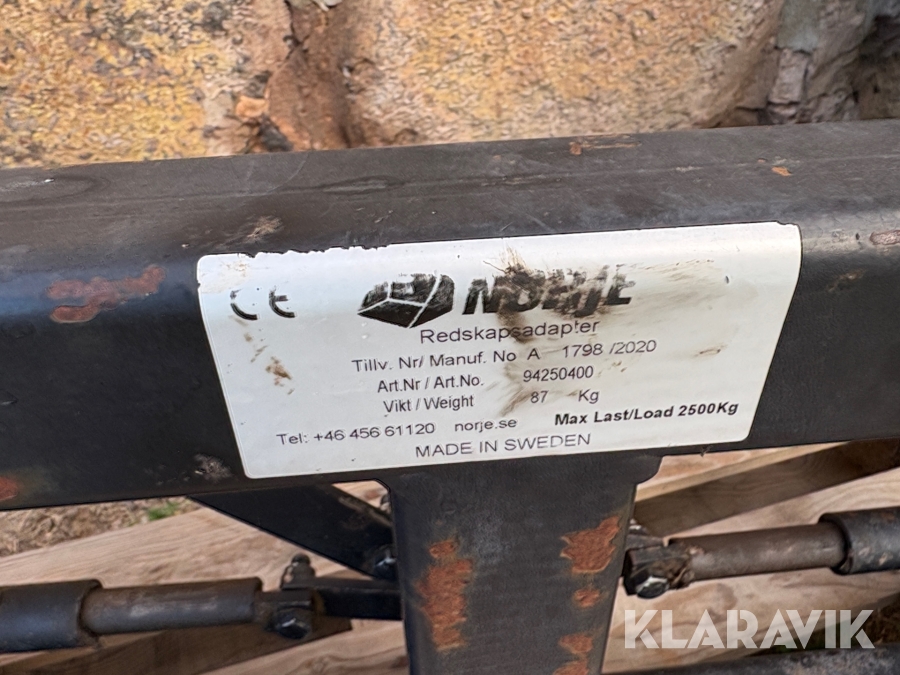 CE NORJE
Redskapsadapter
Tillv. Nr/ Manuf. No A 1798 /2020
Art.Nr / Art.No. 94250400
Vikt / Weight 87 Kg
Max Last/Load 2500Kg
Tel: +46 456 61120 norje.se
MADE IN SWEDEN
KLARAVIK